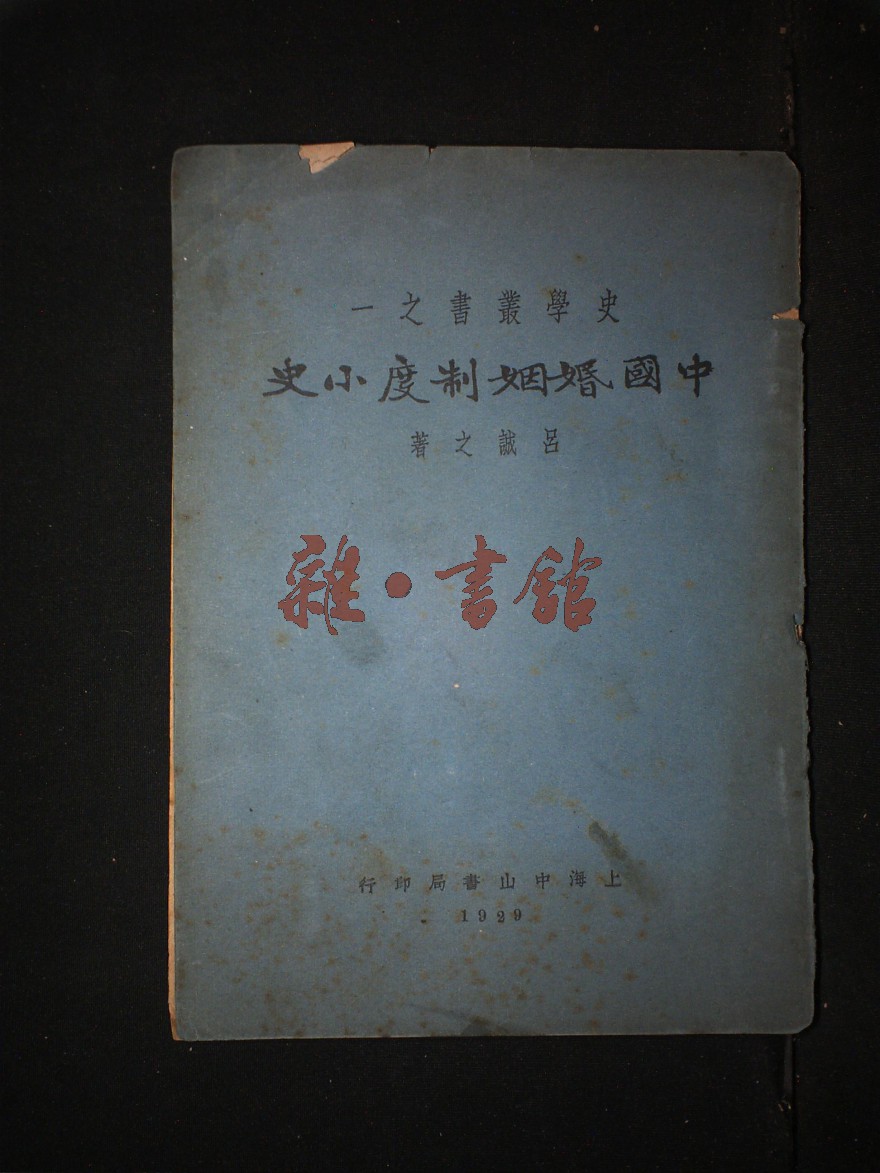 史學叢書之一
中國婚姻制度小史
呂誠之著
雜·書館
上海中山書局印行
1929